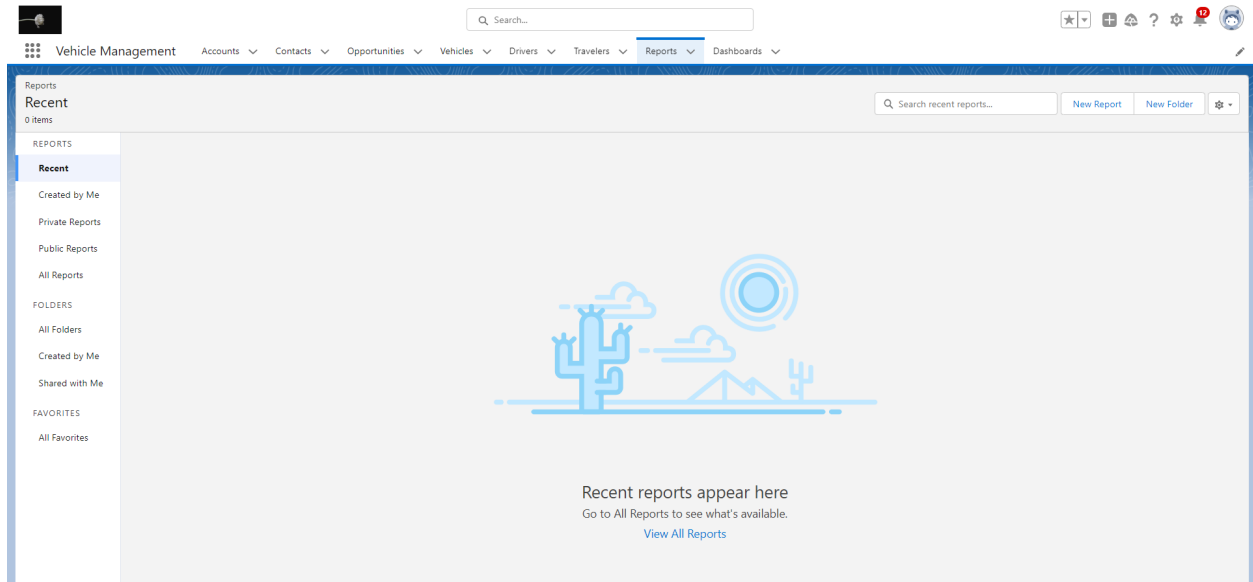 Search...
12
Vehicle Management Accounts Contacts Opportunities Vehicles Drivers Travelers Reports Dashboards
Reports
Recent
0 items
Search recent reports...
New Report
New Folder
REPORTS
Recent
Created by Me
Private Reports
Public Reports
All Reports
FOLDERS
All Folders
Created by Me
Shared with Me
FAVORITES
All Favorites
Recent reports appear here
Go to All Reports to see what's available.
View All Reports